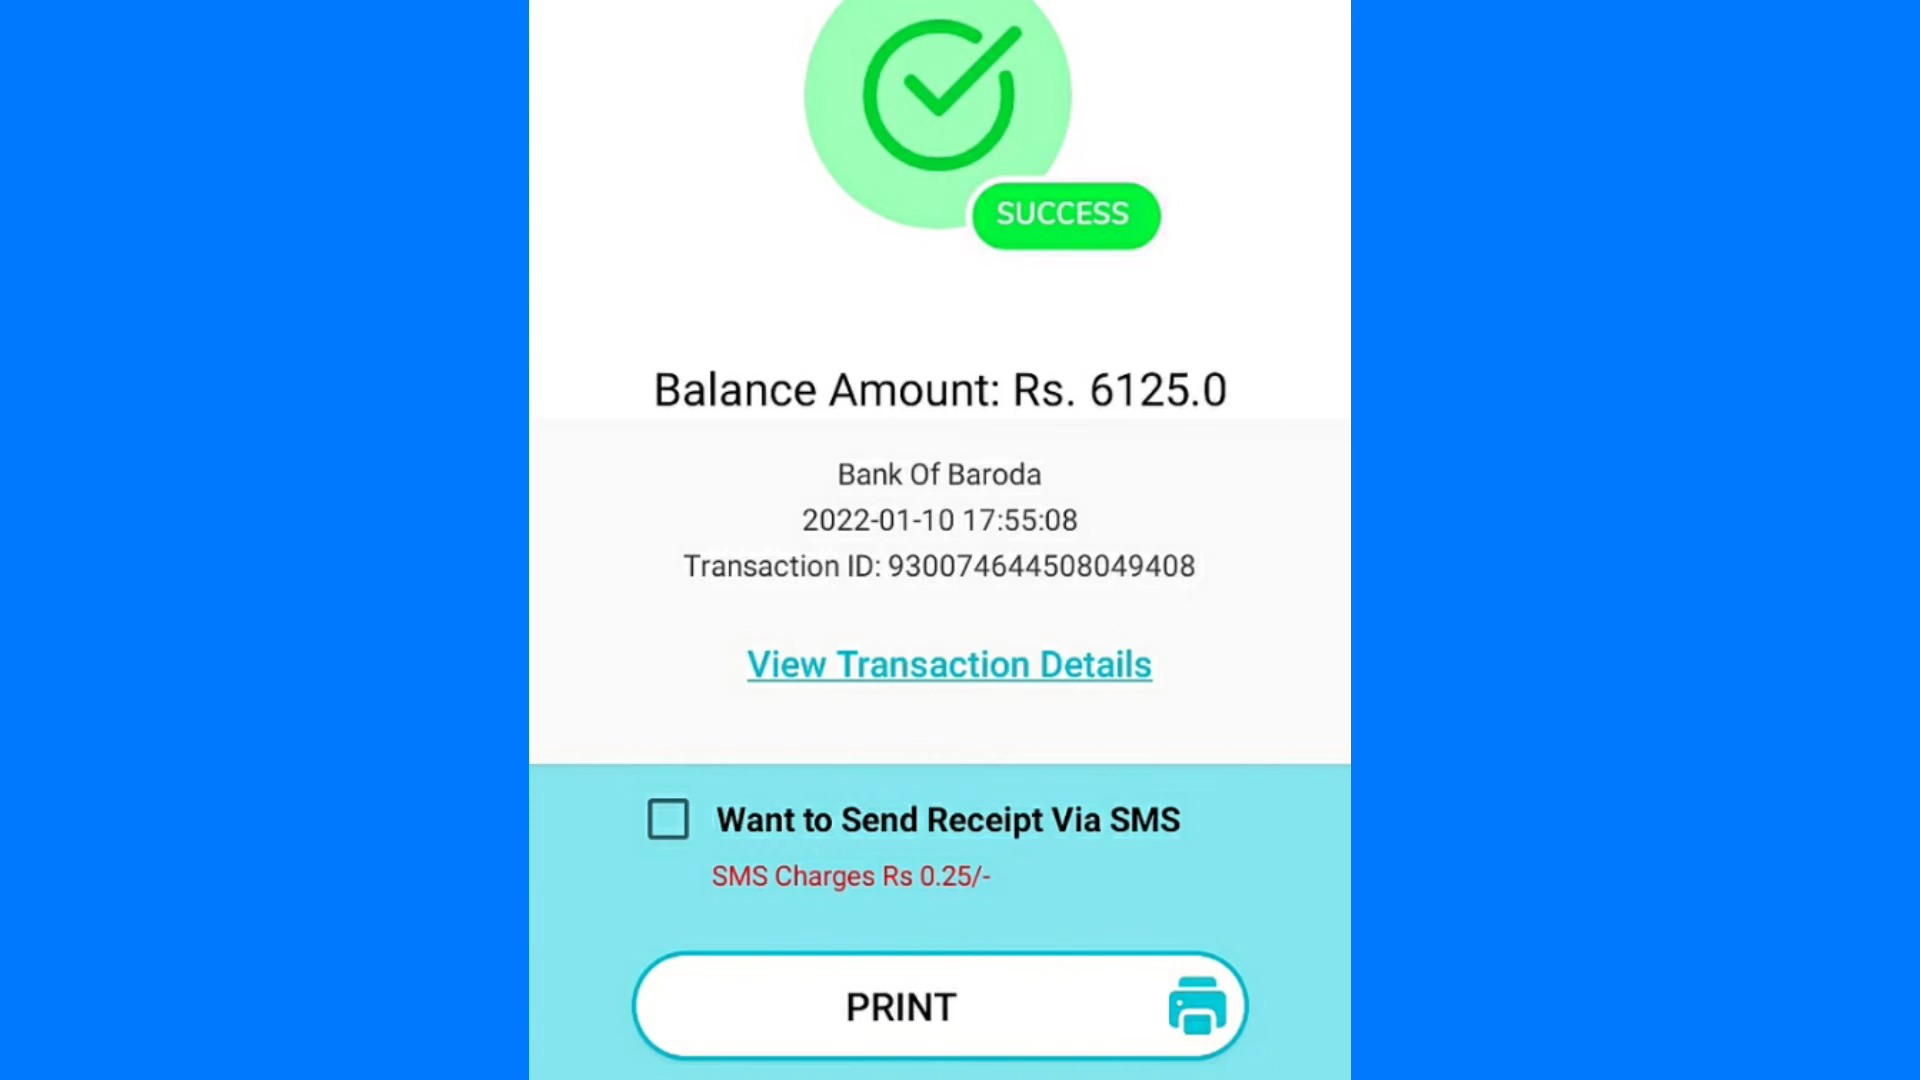 SUCCESS
Balance Amount: Rs. 6125.0
Bank Of Baroda
2022-01-10 17:55:08
Transaction ID: 930074644508049408
View Transaction Details
Want to Send Receipt Via SMS
SMS Charges Rs 0.25/-
PRINT